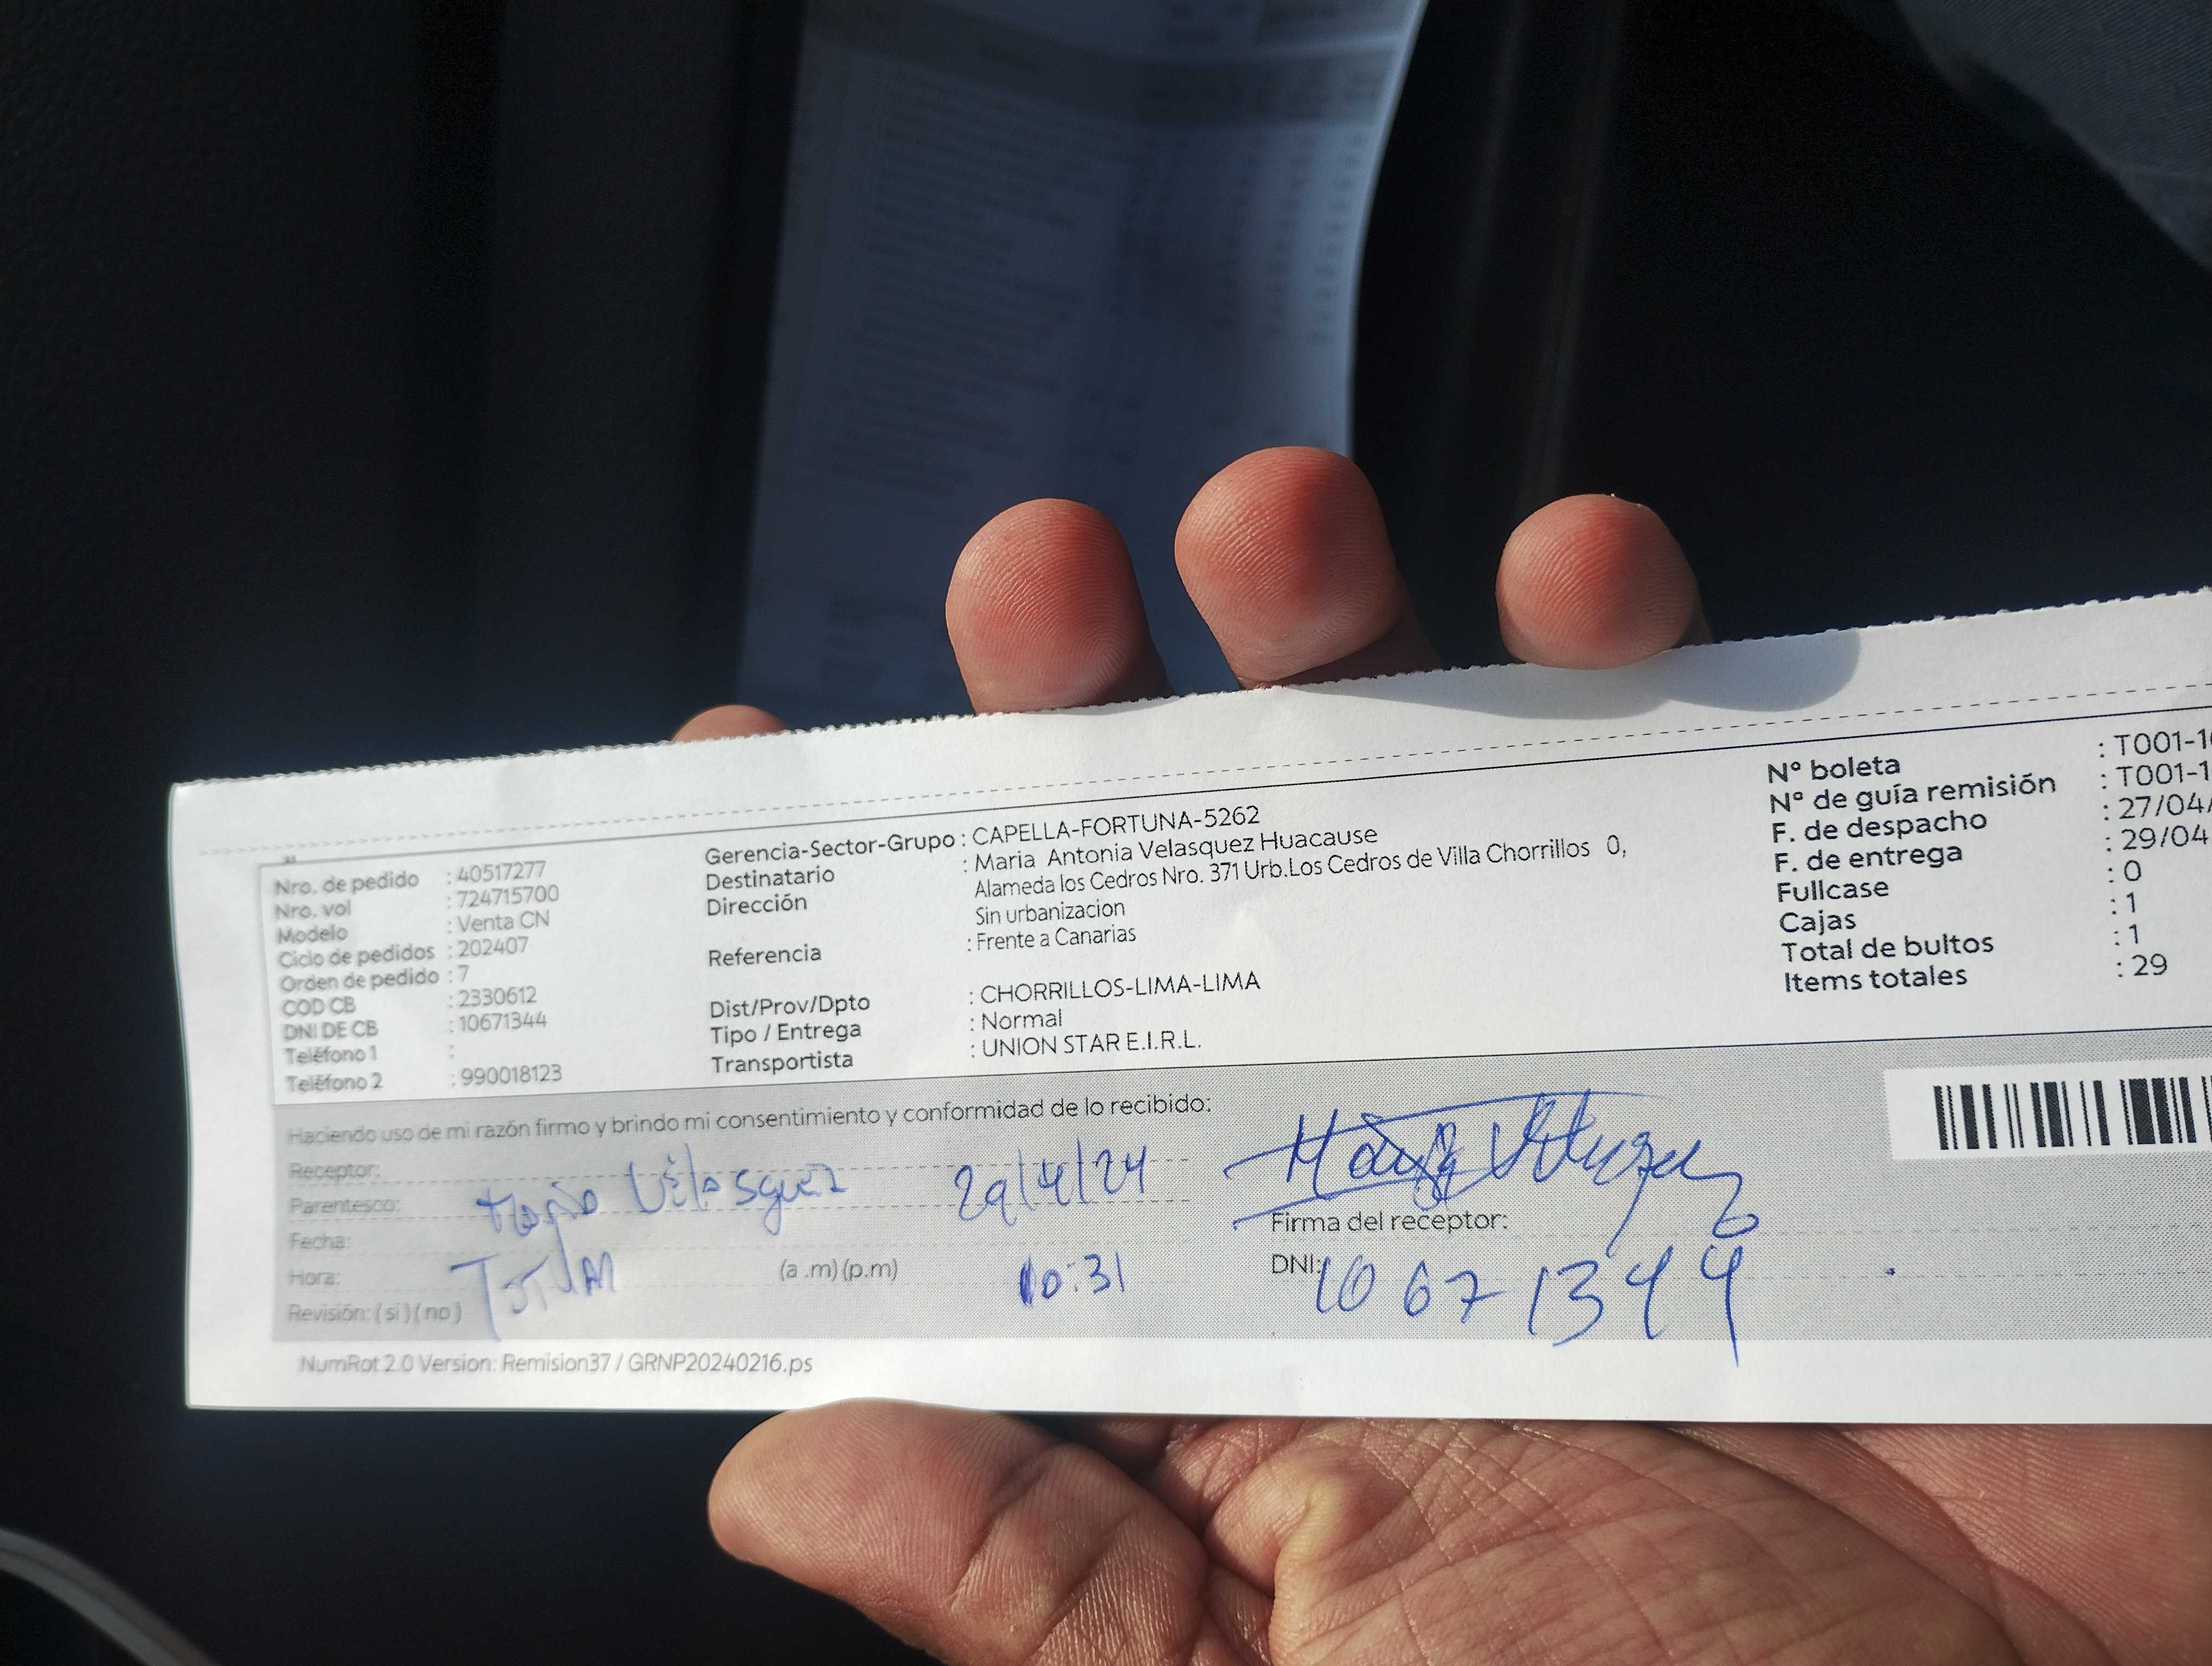 Nro. de pedido : 40517277
Nro. vol : 724715700
Modelo : Venta CN
Ciclo de pedidos : 202407
Orden de pedido : 7
COD CB : 2330612
DNI DE CB : 10671344
Teléfono 1 :
Teléfono 2 : 990018123
Gerencia-Sector-Grupo : CAPELLA-FORTUNA-5262
Destinatario : Maria Antonia Velasquez Huacause
Dirección Alameda los Cedros Nro. 371 Urb.Los Cedros de Villa Chorrillos 0,
Sin urbanizacion
Referencia : Frente a Canarias
Dist/Prov/Dpto : CHORRILLOS-LIMA-LIMA
Tipo / Entrega : Normal
Transportista : UNION STAR E.I.R.L.
N° boleta : T001-1
N° de guía remisión : T001-1
F. de despacho : 27/04/
F. de entrega : 29/04
Fullcase : 0
Cajas : 1
Total de bultos : 1
Items totales : 29
Haciendo uso de mi razón firmo y brindo mi consentimiento y conformidad de lo recibido:
Receptor:
Parentesco: Velasquez 29/4/24
Fecha:
Hora: (a .m) (p.m) 10:31
Revisión: ( si ) ( no )
Firma del receptor:
DNI: 10671344
NumRot 2.0 Version: Remision37 / GRNP20240216.ps